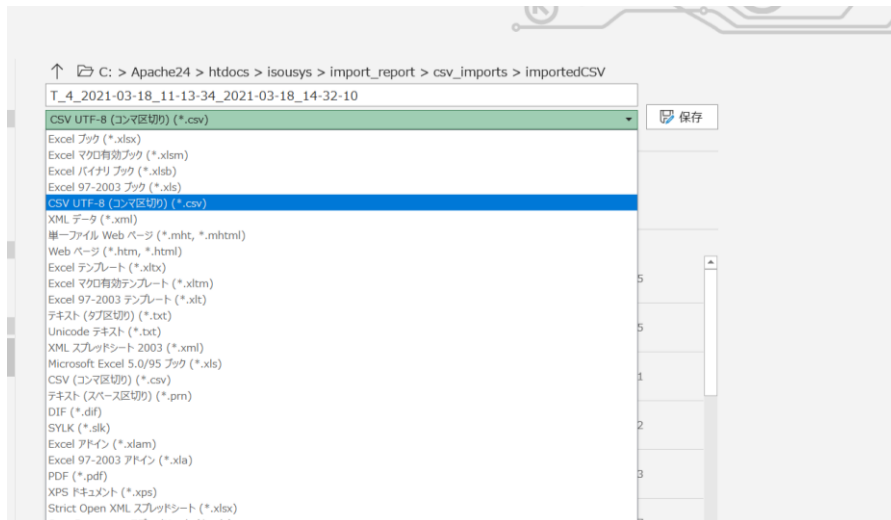 C: > Apache24 > htdocs > isousys > import_report > csv_imports > importedCSV
T_4_2021-03-18_11-13-34_2021-03-18_14-32-10
CSV UTF-8 (コンマ区切り) (*.csv)
保存
Excel ブック (*.xlsx)
Excel マクロ有効ブック (*.xlsm)
Excel バイナリ ブック (*.xlsb)
Excel 97-2003 ブック (*.xls)
CSV UTF-8 (コンマ区切り) (*.csv)
XML データ (*.xml)
単一ファイル Web ページ (*.mht, *.mhtml)
Web ページ (*.htm, *.html)
Excel テンプレート (*.xltx)
5
Excel マクロ有効テンプレート (*.xltm)
Excel 97-2003 テンプレート (*.xlt)
テキスト (タブ区切り) (*.txt)
Unicode テキスト (*.txt)
5
XML スプレッドシート 2003 (*.xml)
Microsoft Excel 5.0/95 ブック (*.xls)
CSV (コンマ区切り) (*.csv)
1
テキスト (スペース区切り) (*.prn)
DIF (*.dif)
SYLK (*.slk)
2
Excel アドイン (*.xlam)
Excel 97-2003 アドイン (*.xla)
PDF (*.pdf)
3
XPS ドキュメント (*.xps)
Strict Open XML スプレッドシート (*.xlsx)